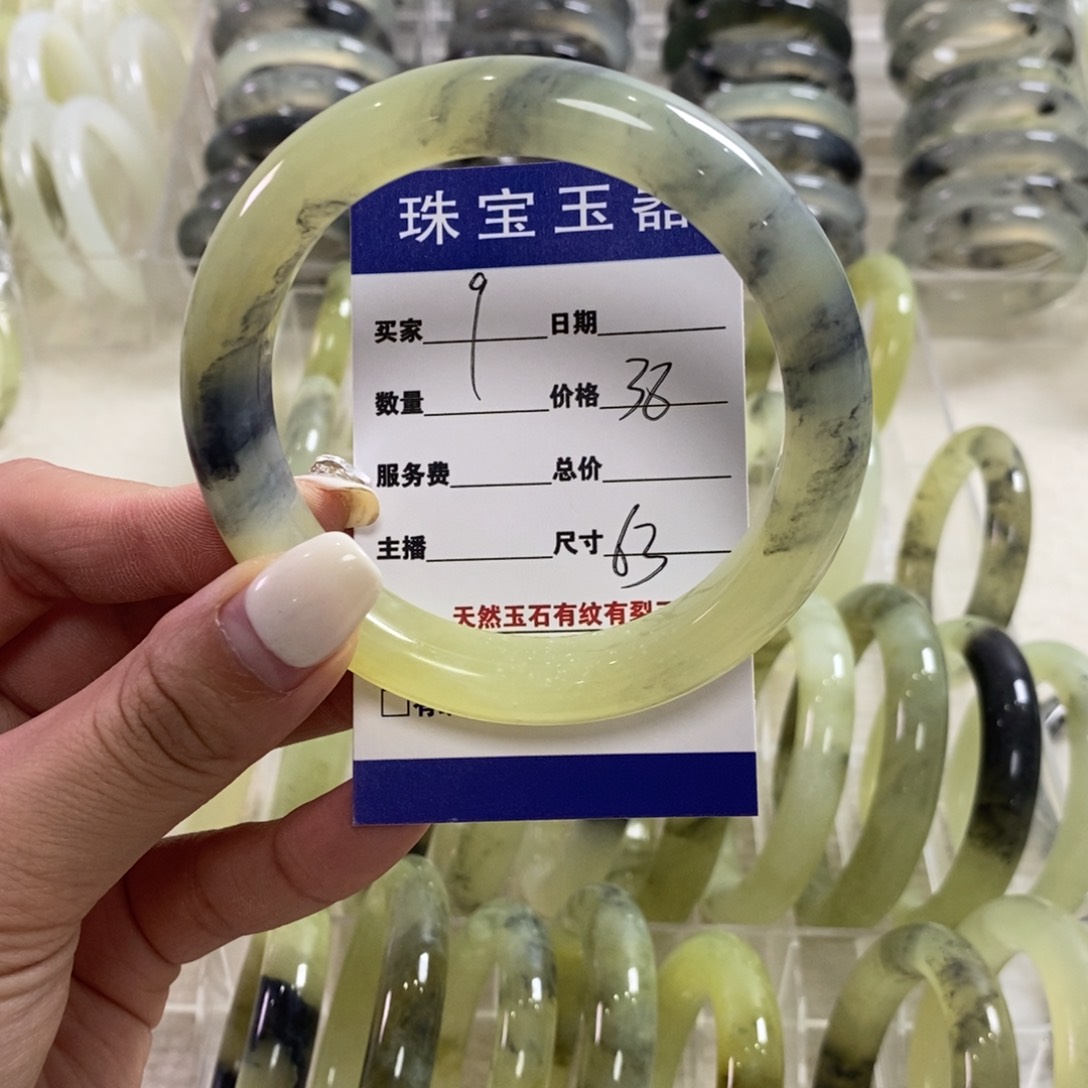 珠宝玉器
买家 9 日期
数量 价格 38
服务费 总价
主播 尺寸 63
天然玉石有纹有裂